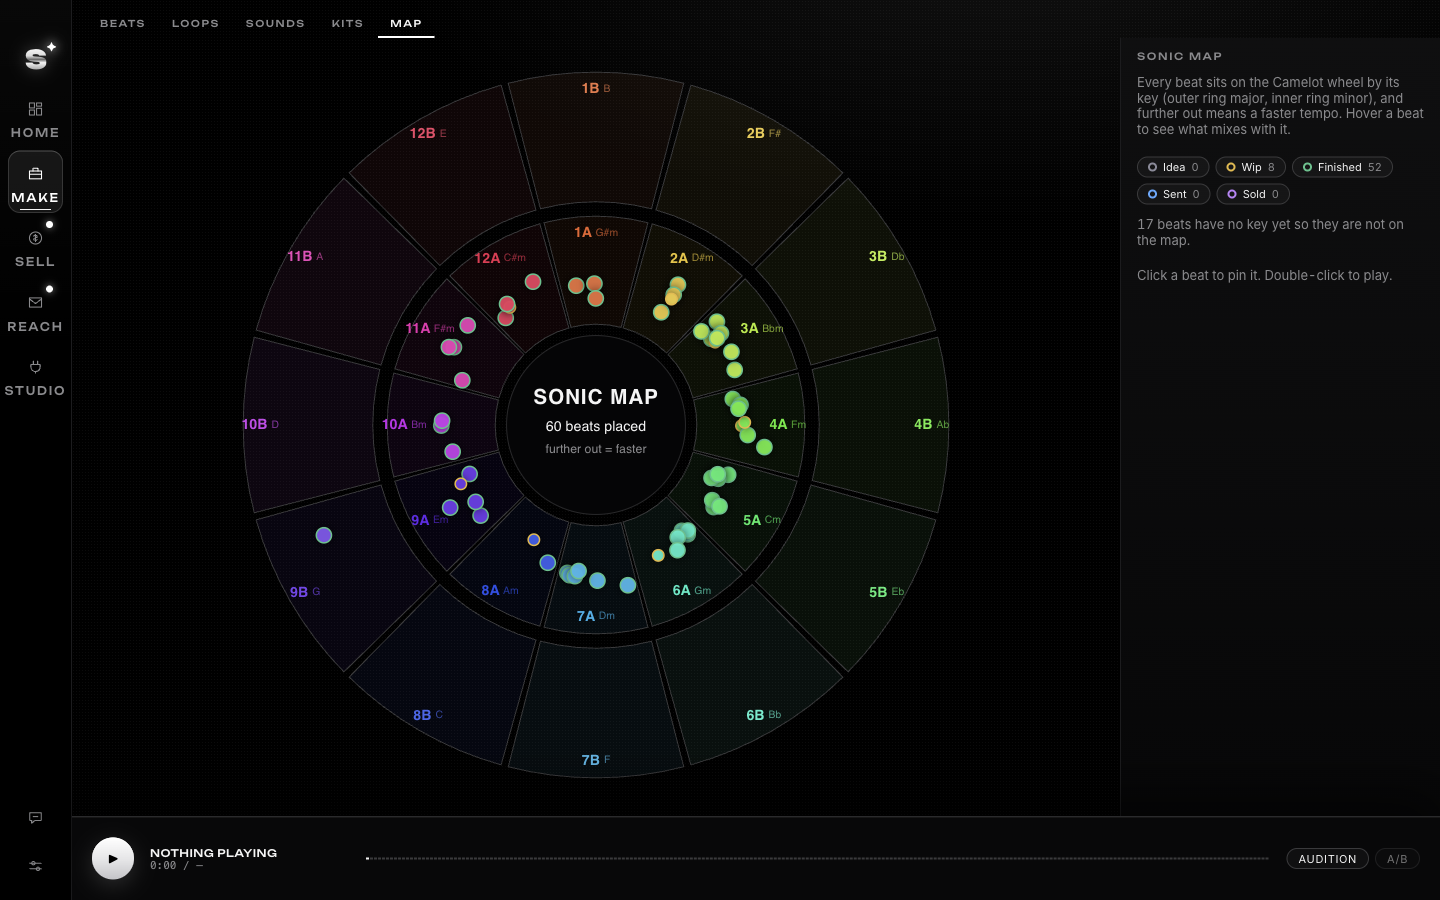 BEATS LOOPS SOUNDS KITS MAP
S
HOME
MAKE
SELL
REACH
STUDIO
1B B
12B E
2B F#
11B A
3B Db
10B D
4B Ab
9B G
5B Eb
8B C
6B Bb
7B F
1A G#m
12A C#m
2A D#m
11A F#m
3A Bbm
10A Bm
4A Fm
9A Em
5A Cm
8A Am
6A Gm
7A Dm
SONIC MAP
60 beats placed
further out = faster
SONIC MAP
Every beat sits on the Camelot wheel by its
key (outer ring major, inner ring minor), and
further out means a faster tempo. Hover a beat
to see what mixes with it.
Idea 0 Wip 8 Finished 52
Sent 0 Sold 0
17 beats have no key yet so they are not on
the map.
Click a beat to pin it. Double-click to play.
NOTHING PLAYING
0:00 / —
AUDITION A/B